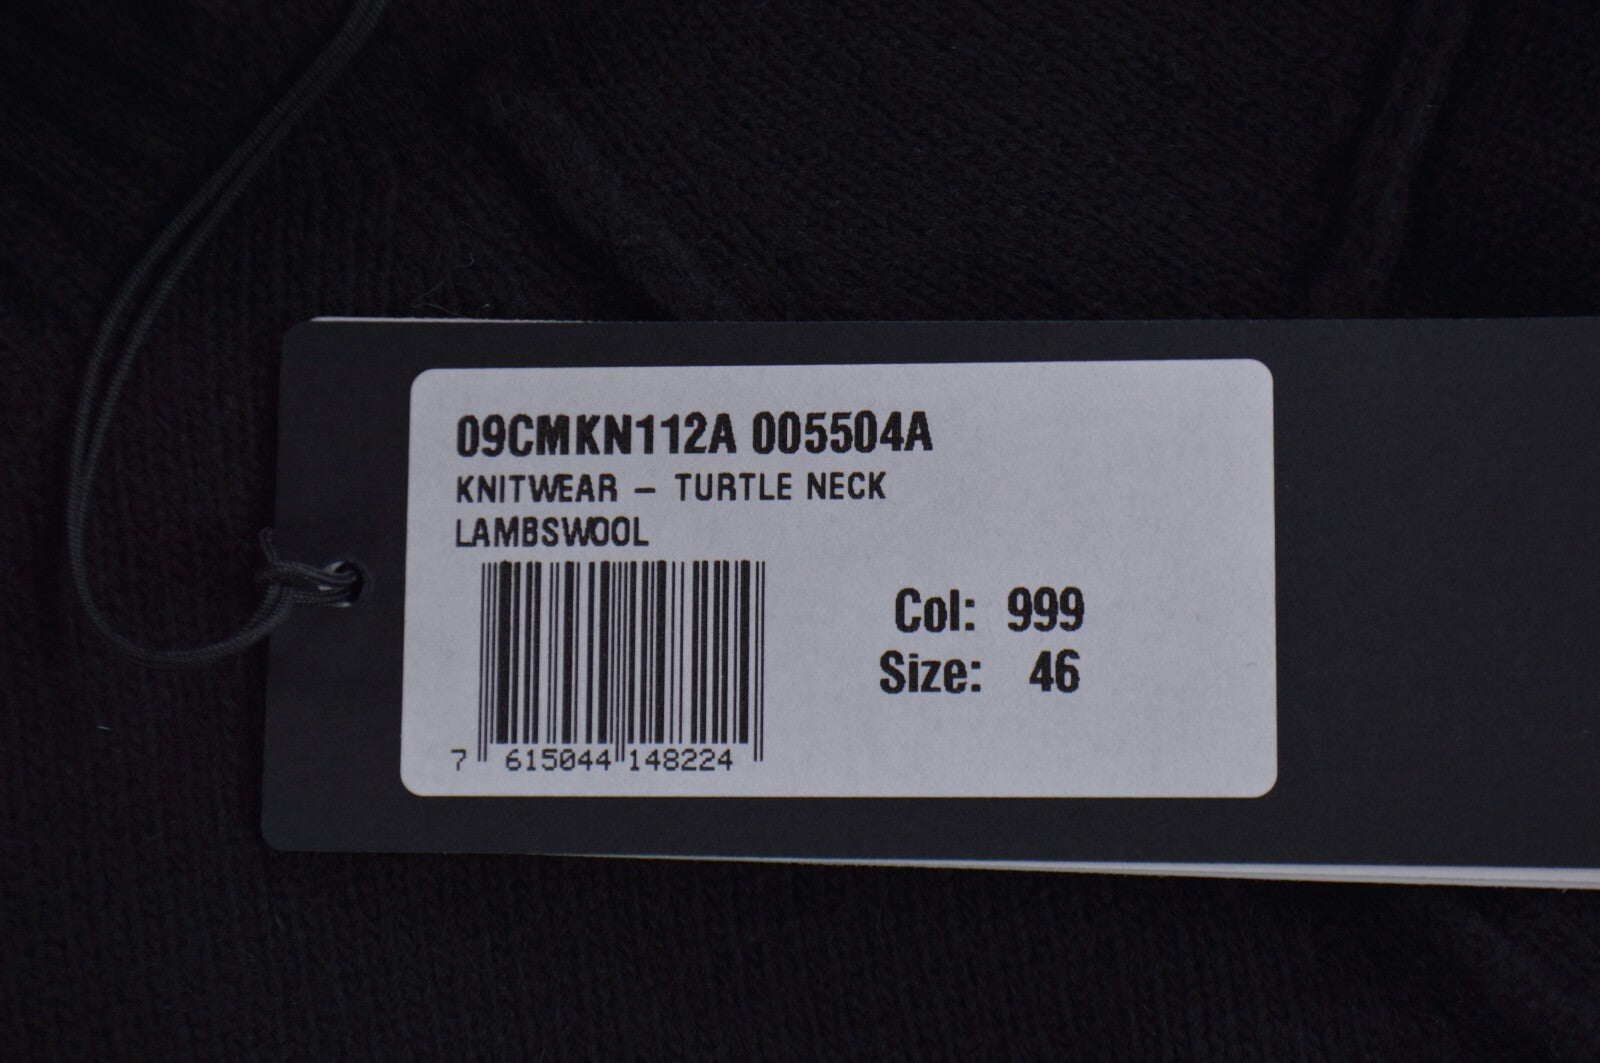 09CMKN112A 005504A
KNITWEAR – TURTLE NECK
LAMBSWOOL
Col: 999
Size: 46
7 615044 148224